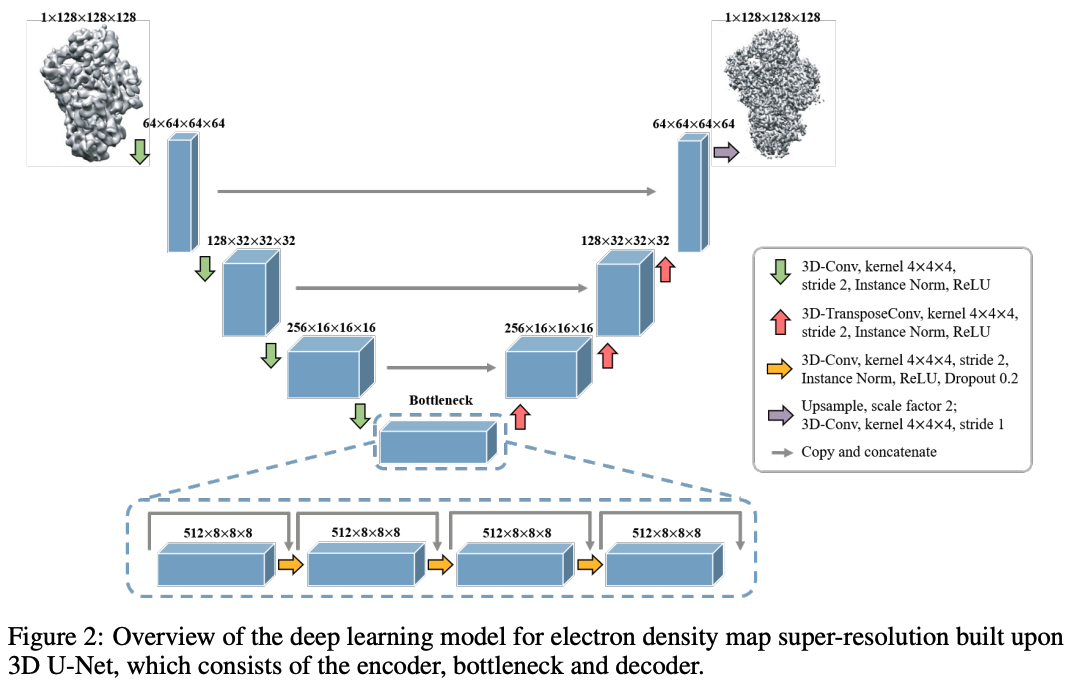 1×128×128×128
1×128×128×128
64×64×64×64
64×64×64×64
128×32×32×32
128×32×32×32
256×16×16×16
256×16×16×16
Bottleneck
3D-Conv, kernel 4×4×4,
stride 2, Instance Norm, ReLU
3D-TransposeConv, kernel 4×4×4,
stride 2, Instance Norm, ReLU
3D-Conv, kernel 4×4×4, stride 2,
Instance Norm, ReLU, Dropout 0.2
Upsample, scale factor 2;
3D-Conv, kernel 4×4×4, stride 1
Copy and concatenate
512×8×8×8
512×8×8×8
512×8×8×8
512×8×8×8
Figure 2: Overview of the deep learning model for electron density map super-resolution built upon
3D U-Net, which consists of the encoder, bottleneck and decoder.